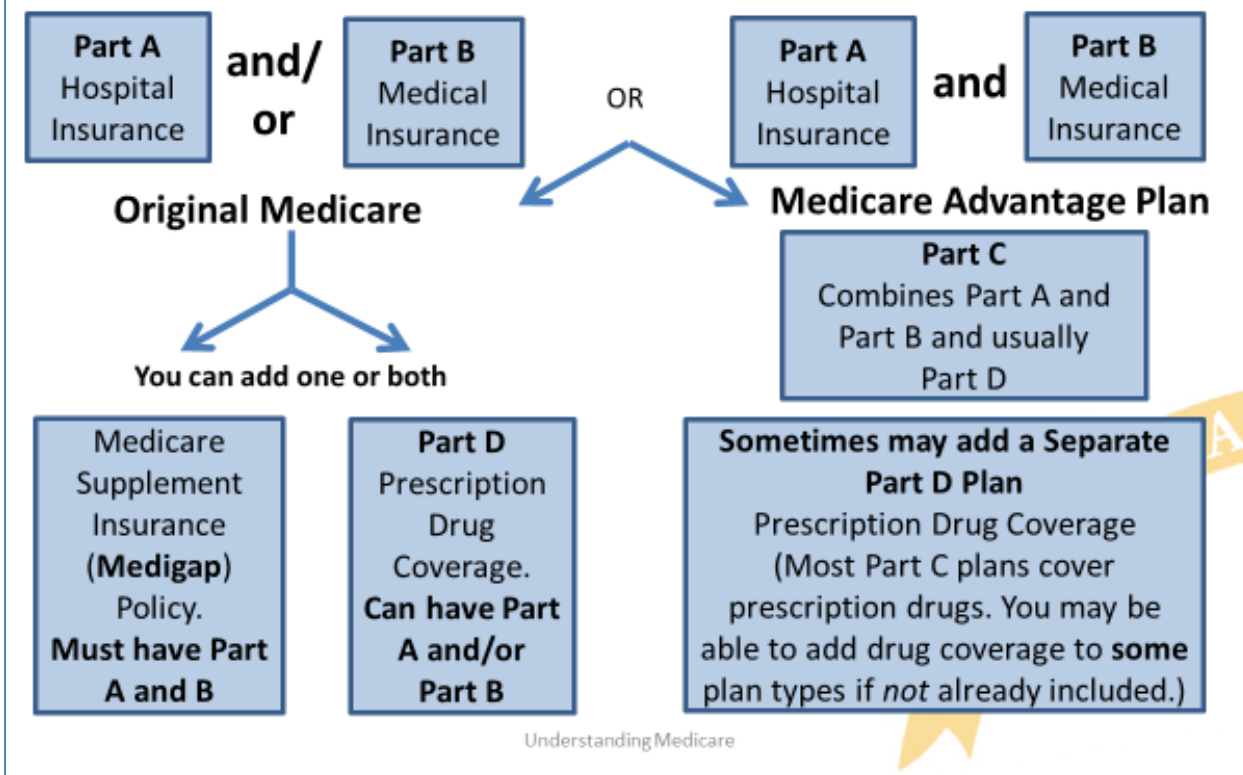 Part A
Hospital
Insurance
and/
or
Part B
Medical
Insurance
OR
Part A
Hospital
Insurance
and
Part B
Medical
Insurance
Original Medicare
Medicare Advantage Plan
You can add one or both
Medicare
Supplement
Insurance
(Medigap)
Policy.
Must have Part
A and B
Part D
Prescription
Drug
Coverage.
Can have Part
A and/or
Part B
Part C
Combines Part A and
Part B and usually
Part D
Sometimes may add a Separate
Part D Plan
Prescription Drug Coverage
(Most Part C plans cover
prescription drugs. You may be
able to add drug coverage to some
plan types if not already included.)
A
Understanding Medicare